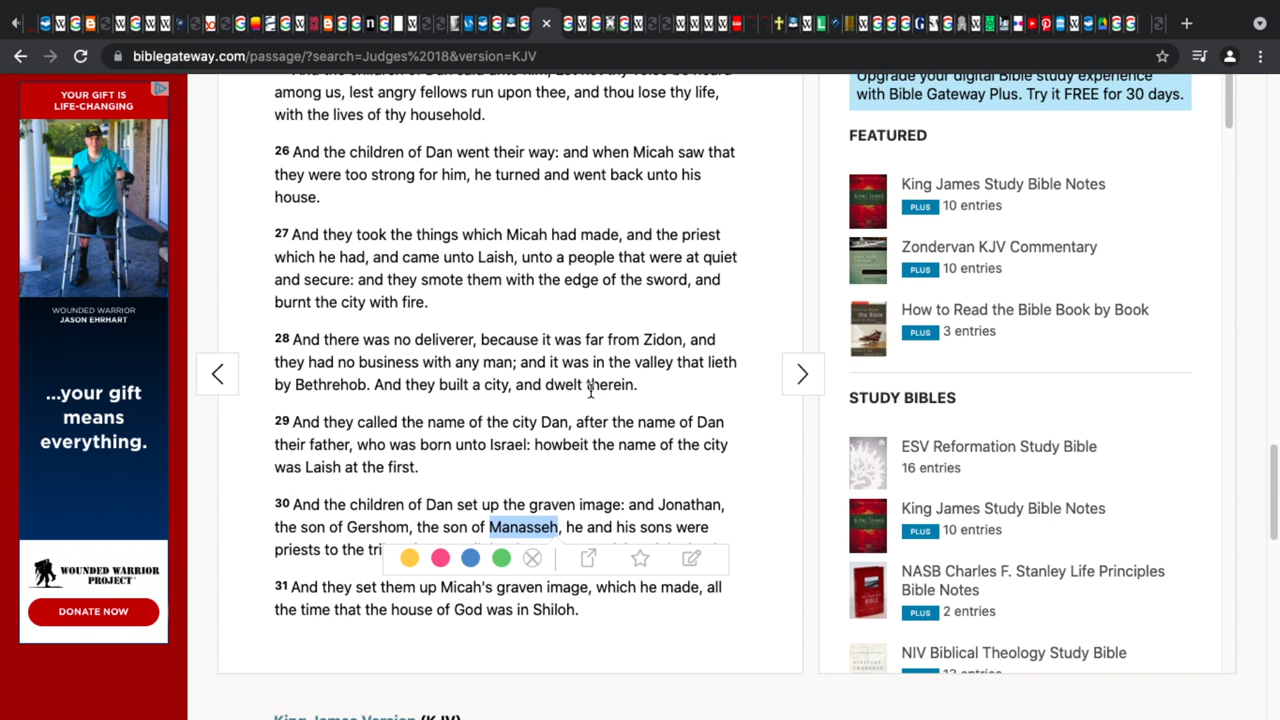 biblegateway.com/passage/?search=Judges%2018&version=KJV
YOUR GIFT IS
LIFE-CHANGING
WOUNDED WARRIOR
JASON EHRHART
...your gift
means
everything.
WOUNDED WARRIOR
PROJECT
DONATE NOW
And the children of Dan said unto him, Let not thy voice be heard
among us, lest angry fellows run upon thee, and thou lose thy life,
with the lives of thy household.
26 And the children of Dan went their way: and when Micah saw that
they were too strong for him, he turned and went back unto his
house.
27 And they took the things which Micah had made, and the priest
which he had, and came unto Laish, unto a people that were at quiet
and secure: and they smote them with the edge of the sword, and
burnt the city with fire.
28 And there was no deliverer, because it was far from Zidon, and
they had no business with any man; and it was in the valley that lieth
by Bethrehob. And they built a city, and dwelt therein.
29 And they called the name of the city Dan, after the name of Dan
their father, who was born unto Israel: howbeit the name of the city
was Laish at the first.
30 And the children of Dan set up the graven image: and Jonathan,
the son of Gershom, the son of Manasseh, he and his sons were
priests to the tri
31 And they set them up Micah's graven image, which he made, all
the time that the house of God was in Shiloh.
King James Version (KJV)
Upgrade your digital Bible study experience
with Bible Gateway Plus. Try it FREE for 30 days.
FEATURED
King James Study Bible Notes
PLUS 10 entries
Zondervan KJV Commentary
PLUS 10 entries
How to Read the Bible Book by Book
PLUS 3 entries
STUDY BIBLES
ESV Reformation Study Bible
16 entries
King James Study Bible Notes
PLUS 10 entries
NASB Charles F. Stanley Life Principles
Bible Notes
PLUS 2 entries
NIV Biblical Theology Study Bible